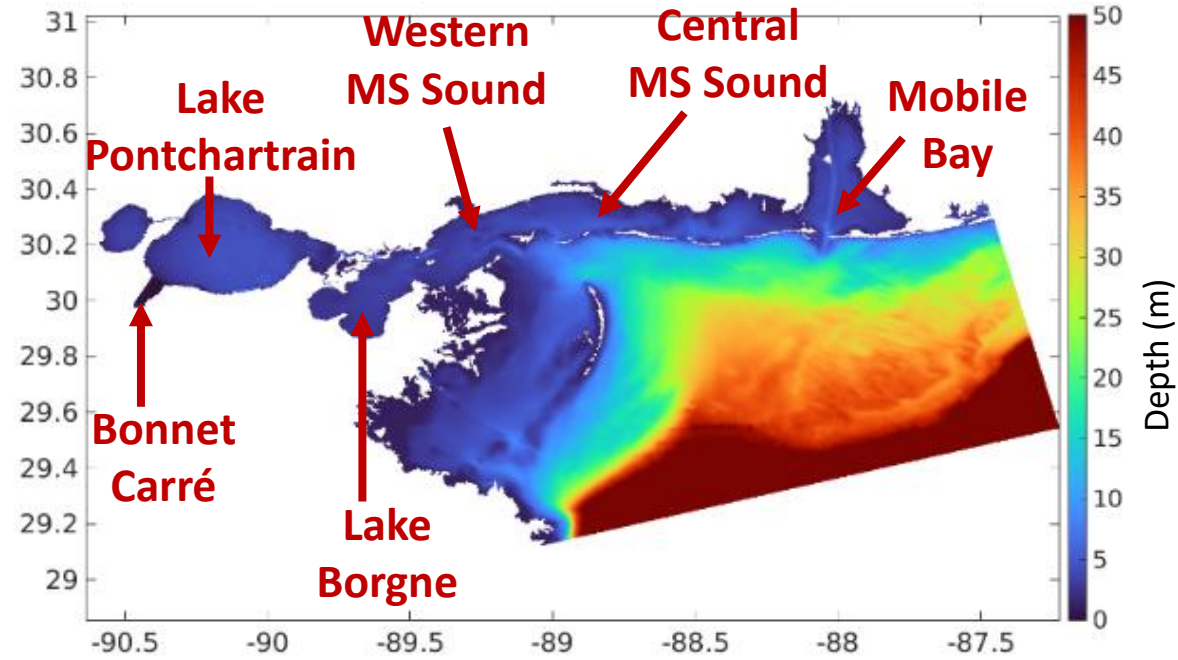 Western
MS Sound
Central
MS Sound
Lake
Pontchartrain
Mobile
Bay
Bonnet
Carré
Lake
Borgne
31
30.8
30.6
30.4
30.2
30
29.8
29.6
29.4
29.2
29
-90.5
-90
-89.5
-89
-88.5
-88
-87.5
50
45
40
35
30
25
20
15
10
5
0
Depth (m)